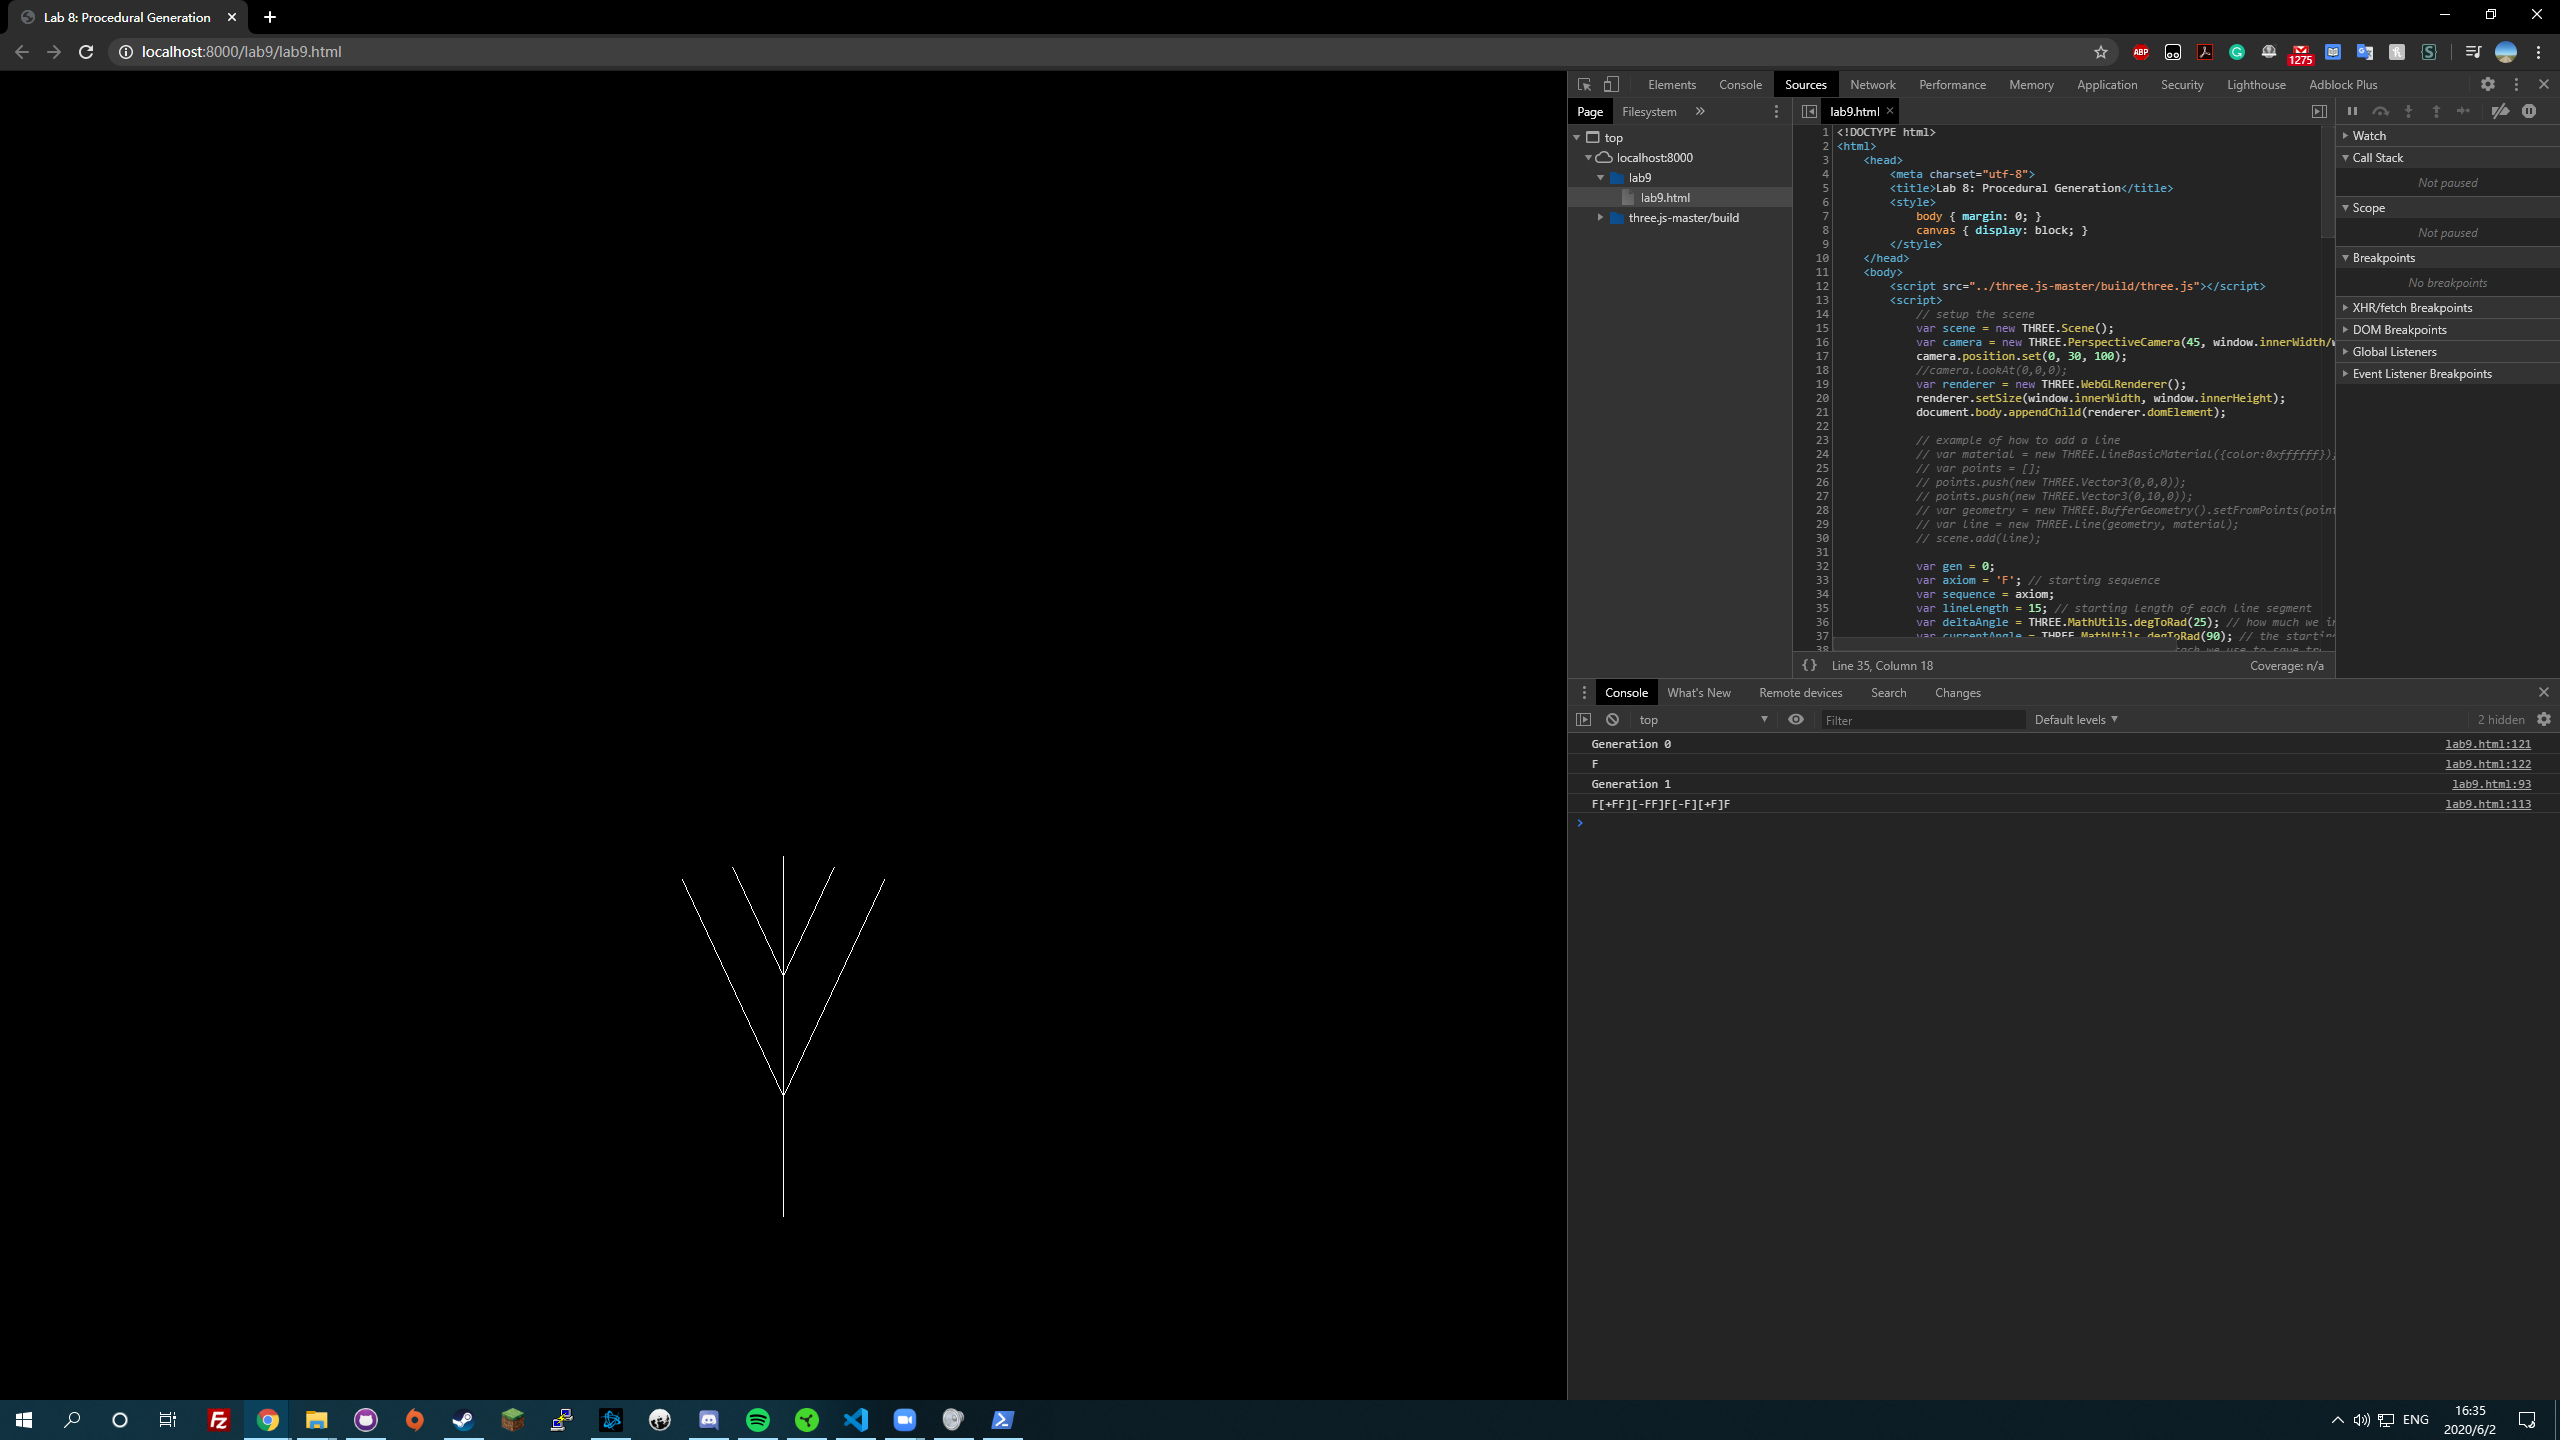 Lab 8: Procedural Generation
localhost:8000/lab9/lab9.html
ABP
1275
Elements Console Sources Network Performance Memory Application Security Lighthouse Adblock Plus
Page Filesystem
top
localhost:8000
lab9
lab9.html
three.js-master/build
lab9.html
1 <!DOCTYPE html>
2 <html>
3 <head>
4 <meta charset="utf-8">
5 <title>Lab 8: Procedural Generation</title>
6 <style>
7 body { margin: 0; }
8 canvas { display: block; }
9 </style>
10 </head>
11 <body>
12 <script src="../three.js-master/build/three.js"></script>
13 <script>
14 // setup the scene
15 var scene = new THREE.Scene();
16 var camera = new THREE.PerspectiveCamera(45, window.innerWidth/
17 camera.position.set(0, 30, 100);
18 //camera.lookAt(0,0,0);
19 var renderer = new THREE.WebGLRenderer();
20 renderer.setSize(window.innerWidth, window.innerHeight);
21 document.body.appendChild(renderer.domElement);
22
23 // example of how to add a line
24 // var material = new THREE.LineBasicMaterial({color:0xffffff});
25 // var points = [];
26 // points.push(new THREE.Vector3(0,0,0));
27 // points.push(new THREE.Vector3(0,10,0));
28 // var geometry = new THREE.BufferGeometry().setFromPoints(poin
29 // var line = new THREE.Line(geometry, material);
30 // scene.add(line);
31
32 var gen = 0;
33 var axiom = 'F'; // starting sequence
34 var sequence = axiom;
35 var lineLength = 15; // starting length of each line segment
36 var deltaAngle = THREE.MathUtils.degToRad(25); // how much we i
37 var currentAngle = THREE.MathUtils.degToRad(90); // the startin
38
{} Line 35, Column 18
Coverage: n/a
Watch
Call Stack
Not paused
Scope
Not paused
Breakpoints
No breakpoints
XHR/fetch Breakpoints
DOM Breakpoints
Global Listeners
Event Listener Breakpoints
Console What's New Remote devices Search Changes
top Filter Default levels 2 hidden
Generation 0 lab9.html:121
F lab9.html:122
Generation 1 lab9.html:93
F[+FF][-FF]F[-F][+F]F lab9.html:113
Fz
ENG
16:35
2020/6/2